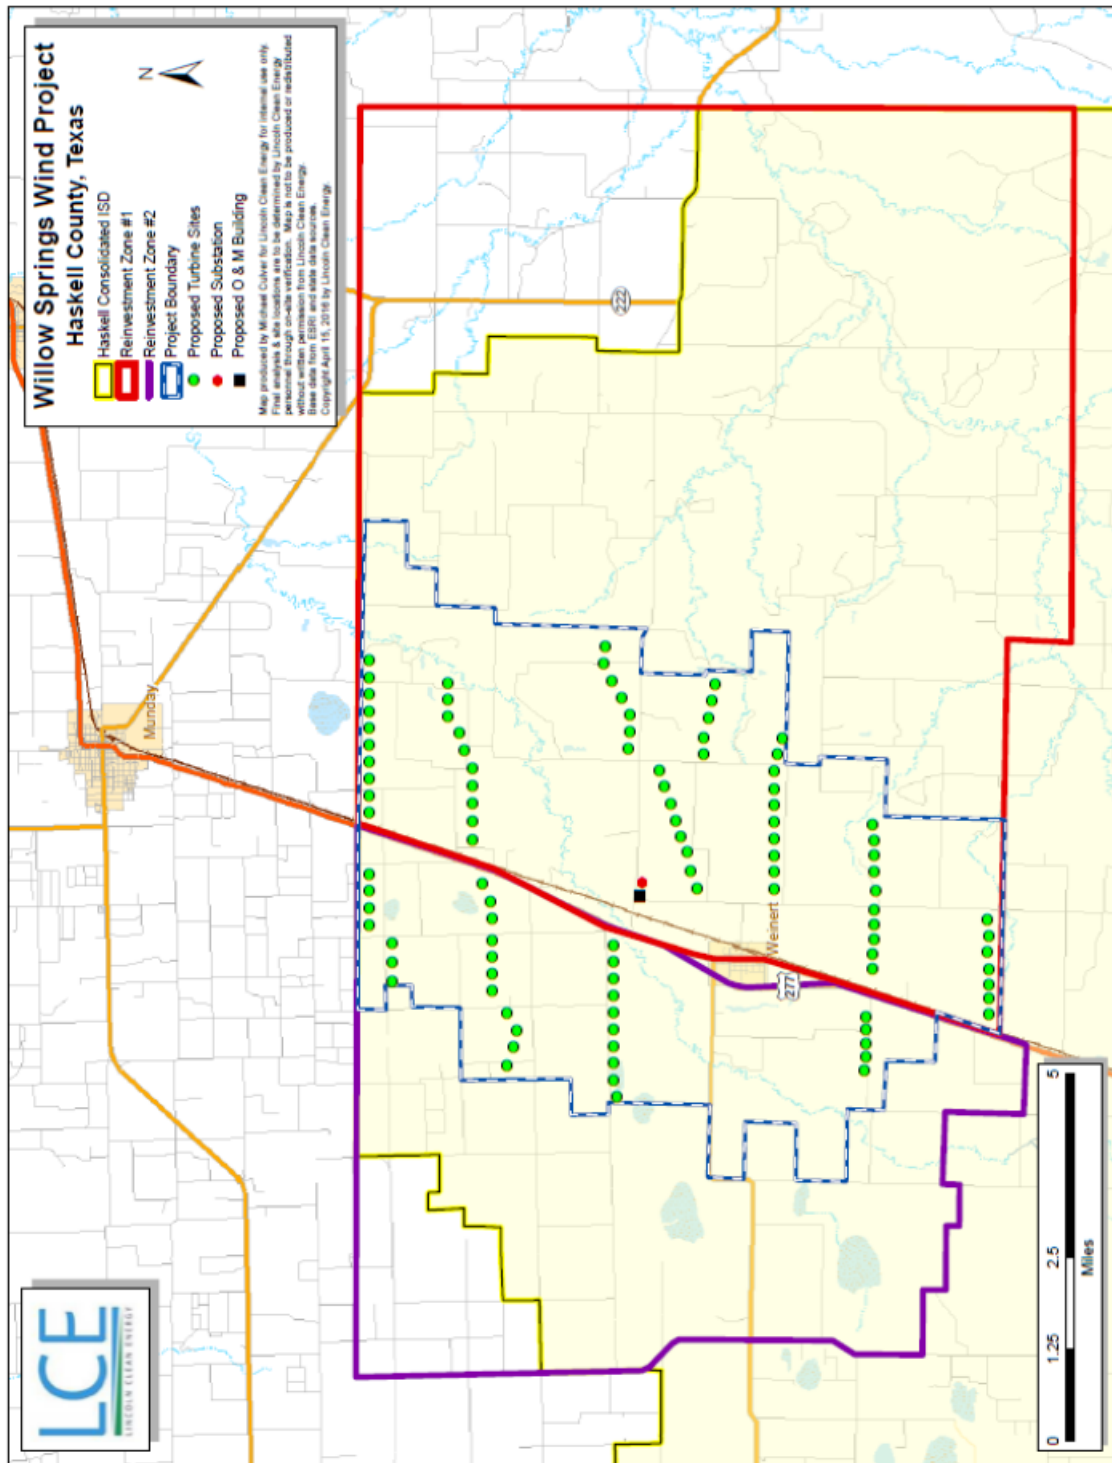 Willow Springs Wind Project
Haskell County, Texas
N
Haskell Consolidated ISD
Reinvestment Zone #1
Reinvestment Zone #2
Project Boundary
Proposed Turbine Sites
Proposed Substation
Proposed O & M Building
Map produced by Michael Culver for Lincoln Clean Energy for internal use only.
Final analysis & site locations are to be determined by Lincoln Clean Energy
personnel through on-site verification. Map is not to be produced or redistributed
without written permission from Lincoln Clean Energy.
Base data from ESRI and state data sources.
Copyright April 15, 2016 by Lincoln Clean Energy.
Munday
222
Weinert
277
LCE
LINCOLN CLEAN ENERGY
0 1.25 2.5 5
Miles